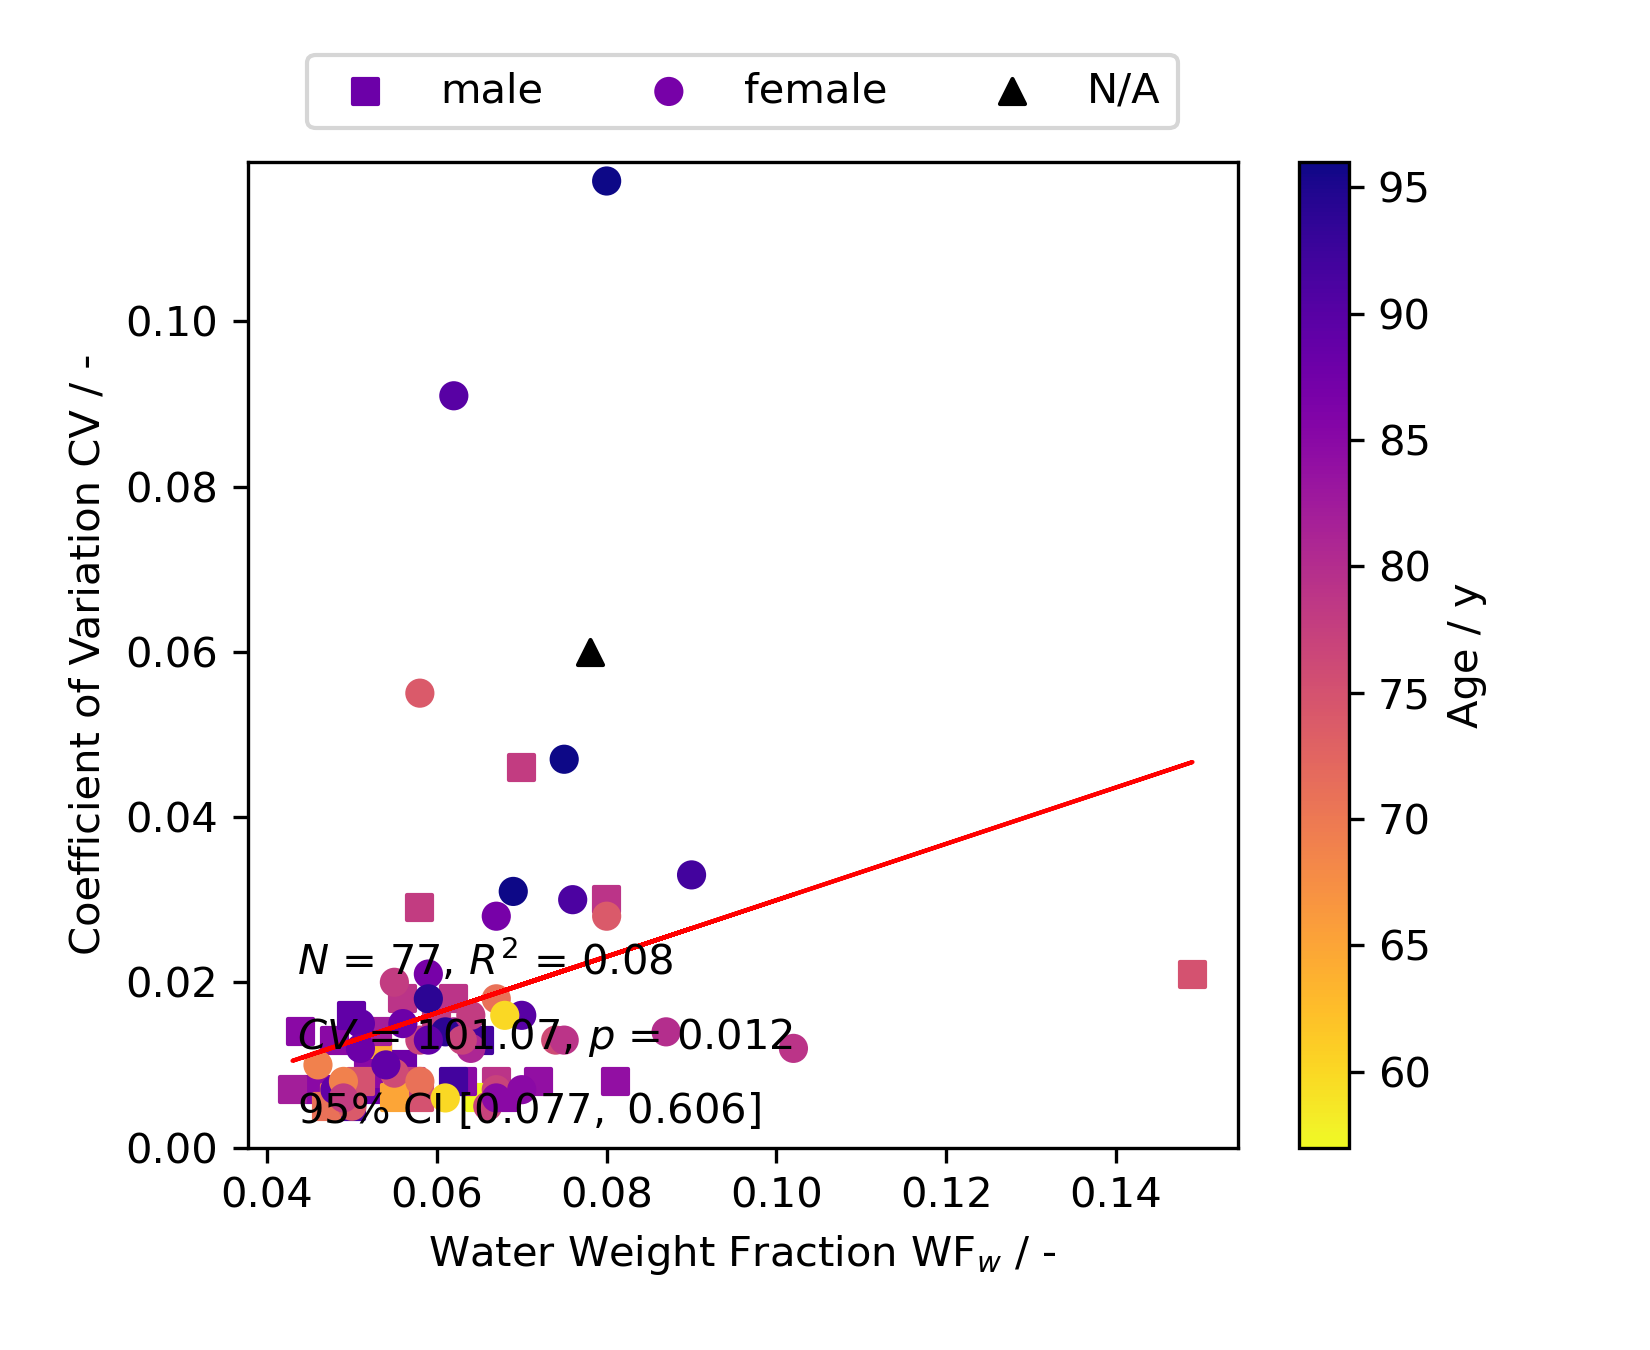 male female N/A
Coefficient of Variation CV / -
0.10
0.08
0.06
0.04
0.02
0.00
N = 77, R² = 0.08
CV = 101.07, p = 0.012
95% CI [0.077, 0.606]
0.04 0.06 0.08 0.10 0.12 0.14
Water Weight Fraction WF_w / -
95
90
85
80
75
70
65
60
Age / y